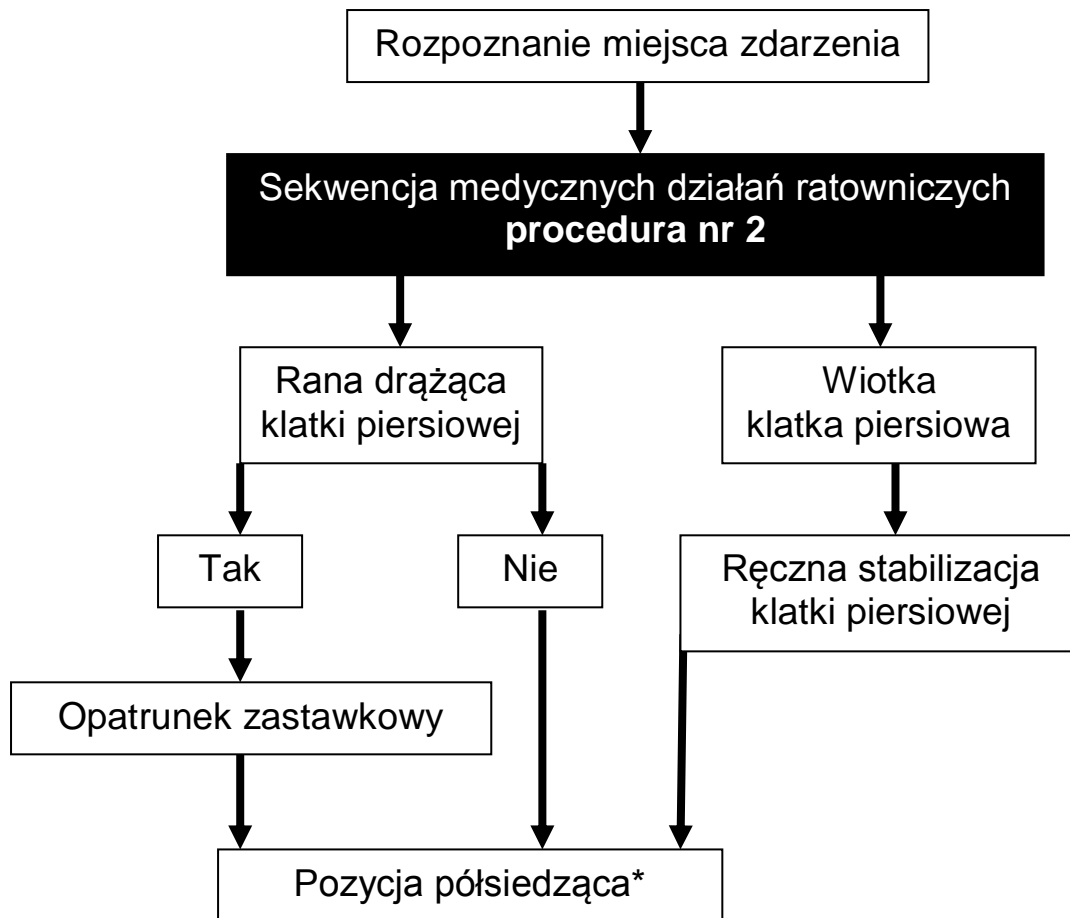 Rozpoznanie miejsca zdarzenia
Sekwencja medycznych działań ratowniczych
procedura nr 2
Rana drążąca
klatki piersiowej
Wiotka
klatka piersiowa
Tak
Nie
Ręczna stabilizacja
klatki piersiowej
Opatrunek zastawkowy
Pozycja półsiedząca*